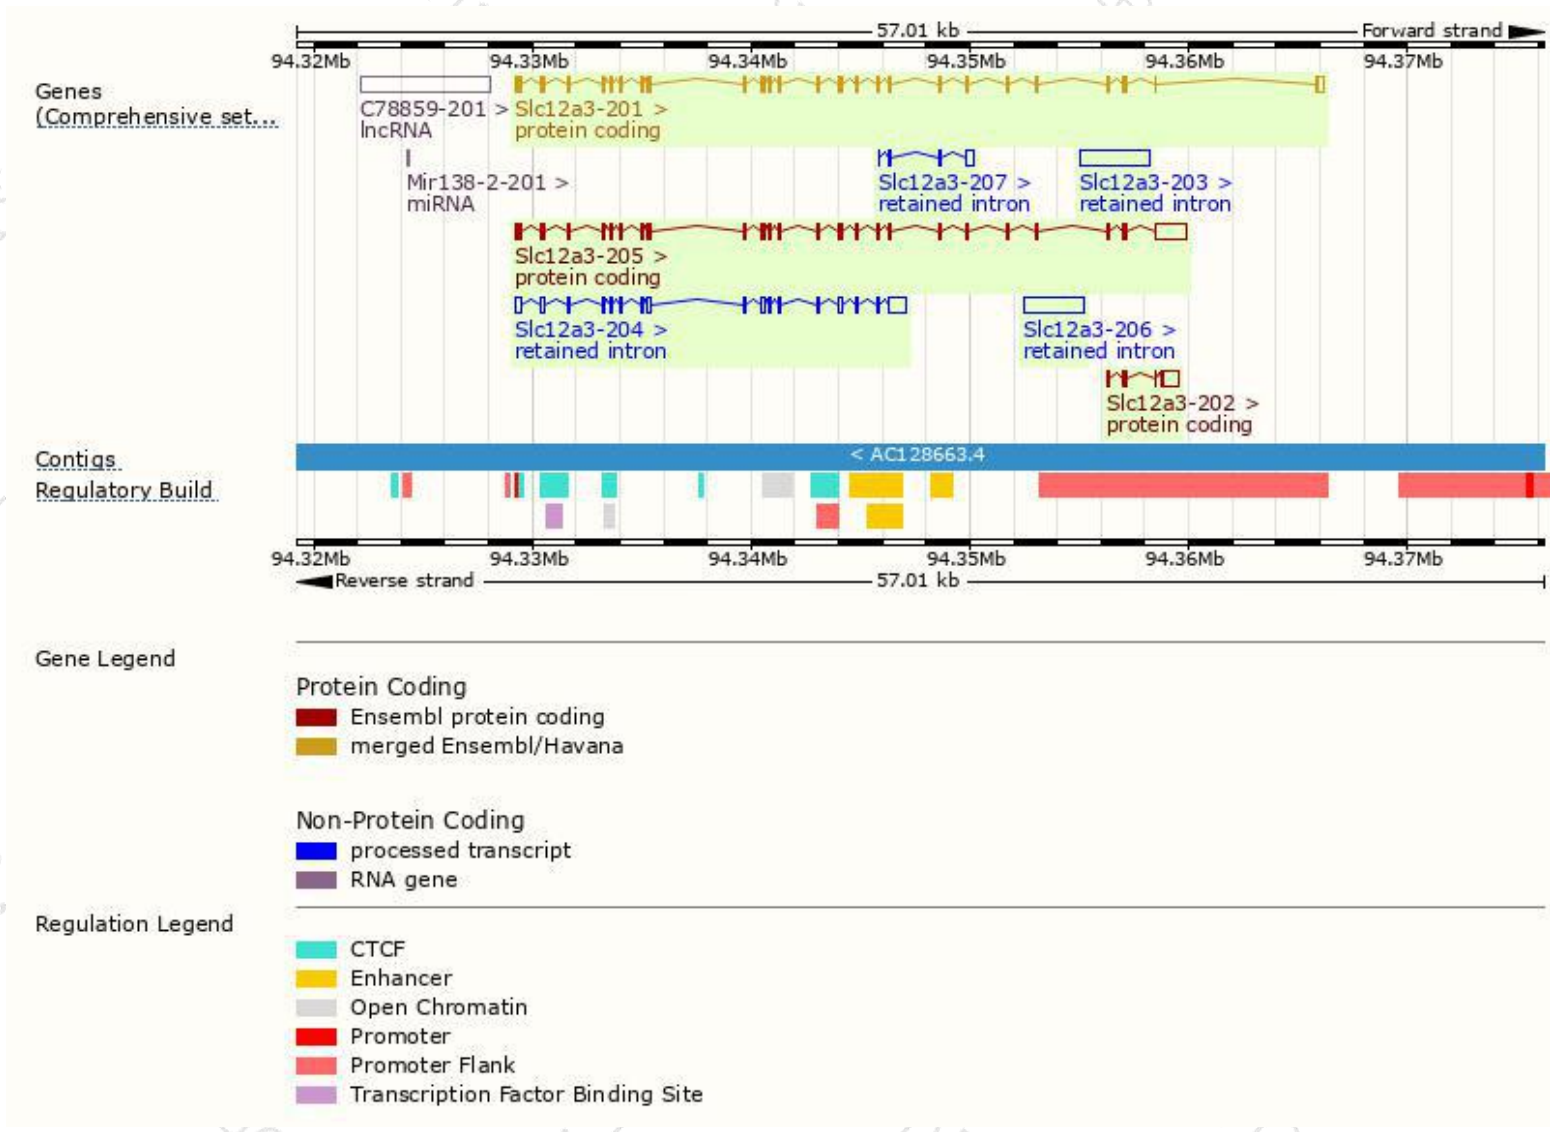 57.01 kb Forward strand
94.32Mb 94.33Mb 94.34Mb 94.35Mb 94.36Mb 94.37Mb
Genes
(Comprehensive set...
C78859-201 > Slc12a3-201 >
lncRNA protein coding
Mir138-2-201 > Slc12a3-207 > Slc12a3-203 >
miRNA retained intron retained intron
Slc12a3-205 >
protein coding
Slc12a3-204 > Slc12a3-206 >
retained intron retained intron
Slc12a3-202 >
protein coding
Contigs < AC128663.4
Regulatory Build
94.32Mb 94.33Mb 94.34Mb 94.35Mb 94.36Mb 94.37Mb
Reverse strand 57.01 kb
Gene Legend
Protein Coding
Ensembl protein coding
merged Ensembl/Havana
Non-Protein Coding
processed transcript
RNA gene
Regulation Legend
CTCF
Enhancer
Open Chromatin
Promoter
Promoter Flank
Transcription Factor Binding Site